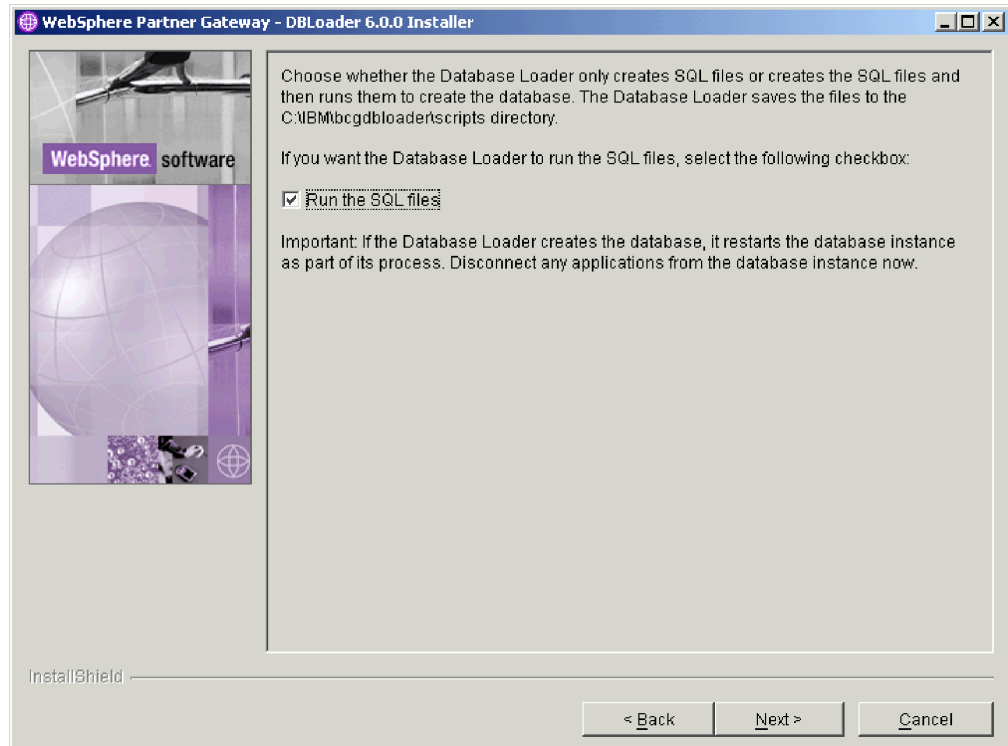 WebSphere Partner Gateway - DBLoader 6.0.0 Installer
WebSphere. software
Choose whether the Database Loader only creates SQL files or creates the SQL files and
then runs them to create the database. The Database Loader saves the files to the
C:\IBM\bcgdbloader\scripts directory.
If you want the Database Loader to run the SQL files, select the following checkbox:
Run the SQL files
Important: If the Database Loader creates the database, it restarts the database instance
as part of its process. Disconnect any applications from the database instance now.
InstallShield
< Back
Next >
Cancel